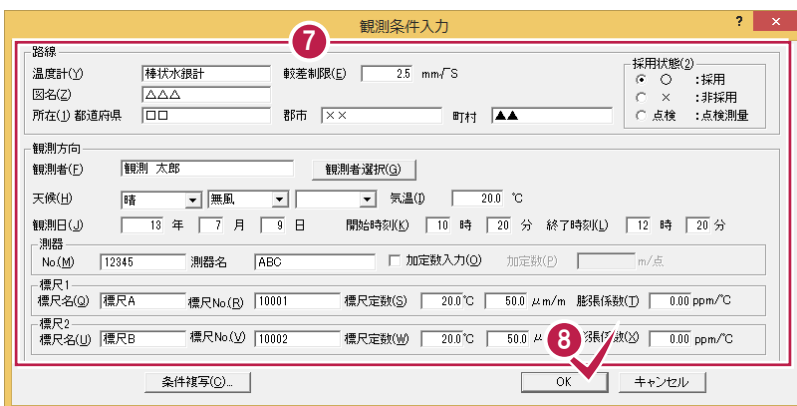 観測条件入力 ? ×
7
路線
温度計(Y) 棒状水銀計 較差制限(E) 2.5 mm√S
採用状態(2)
○ :採用
× :非採用
点検 :点検測量
図名(Z) △△△
所在(1) 都道府県 □□ 郡市 ×× 町村 ▲▲
観測方向
観測者(F) 観測 太郎 観測者選択(G)
天候(H) 晴 無風 気温(I) 20.0 ℃
観測日(J) 13 年 7 月 9 日 開始時刻(K) 10 時 20 分 終了時刻(L) 12 時 20 分
測器
No.(M) 12345 測器名 ABC 加定数入力(O) 加定数(P) m/点
標尺1
標尺名(Q) 標尺A 標尺No.(R) 10001 標尺定数(S) 20.0℃ 50.0 μm/m 膨張係数(T) 0.00 ppm/℃
標尺2
標尺名(U) 標尺B 標尺No.(V) 10002 標尺定数(W) 20.0℃ 50.0 μ 張係数(X) 0.00 ppm/℃
8
条件複写(C)... OK キャンセル